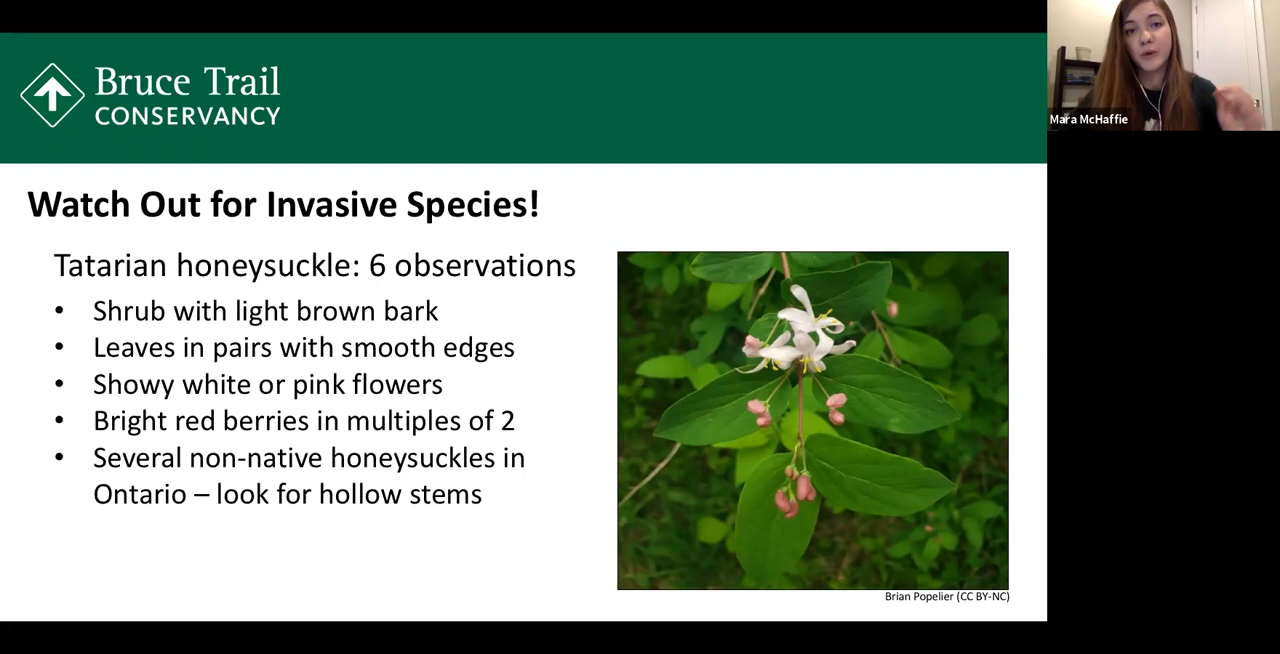 Bruce Trail
CONSERVANCY
Mara McHaffie
Watch Out for Invasive Species!
Tatarian honeysuckle: 6 observations
• Shrub with light brown bark
• Leaves in pairs with smooth edges
• Showy white or pink flowers
• Bright red berries in multiples of 2
• Several non-native honeysuckles in
Ontario – look for hollow stems
Brian Popelier (CC BY-NC)